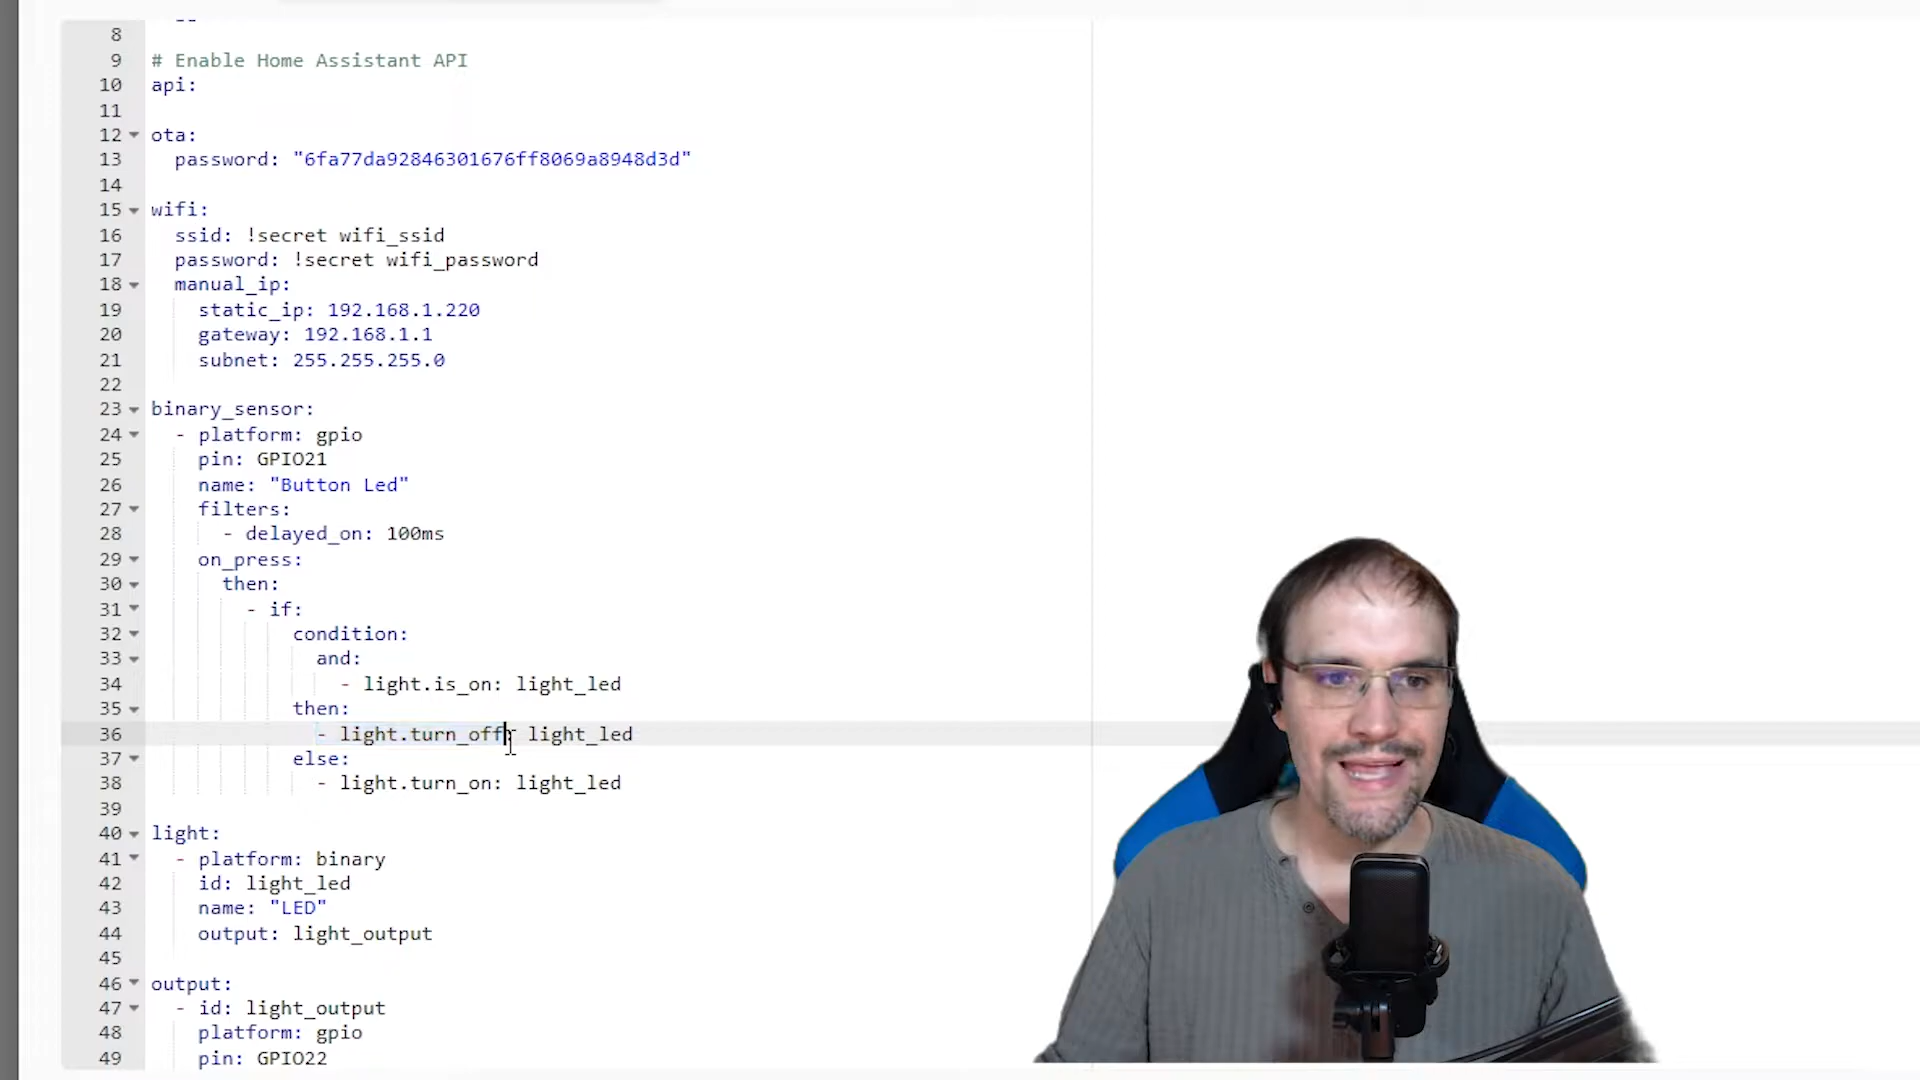 8
9 # Enable Home Assistant API
10 api:
11
12 ota:
13 password: "6fa77da92846301676ff8069a8948d3d"
14
15 wifi:
16 ssid: !secret wifi_ssid
17 password: !secret wifi_password
18 manual_ip:
19 static_ip: 192.168.1.220
20 gateway: 192.168.1.1
21 subnet: 255.255.255.0
22
23 binary_sensor:
24 - platform: gpio
25 pin: GPIO21
26 name: "Button Led"
27 filters:
28 - delayed_on: 100ms
29 on_press:
30 then:
31 - if:
32 condition:
33 and:
34 - light.is_on: light_led
35 then:
36 - light.turn_off: light_led
37 else:
38 - light.turn_on: light_led
39
40 light:
41 - platform: binary
42 id: light_led
43 name: "LED"
44 output: light_output
45
46 output:
47 - id: light_output
48 platform: gpio
49 pin: GPIO22